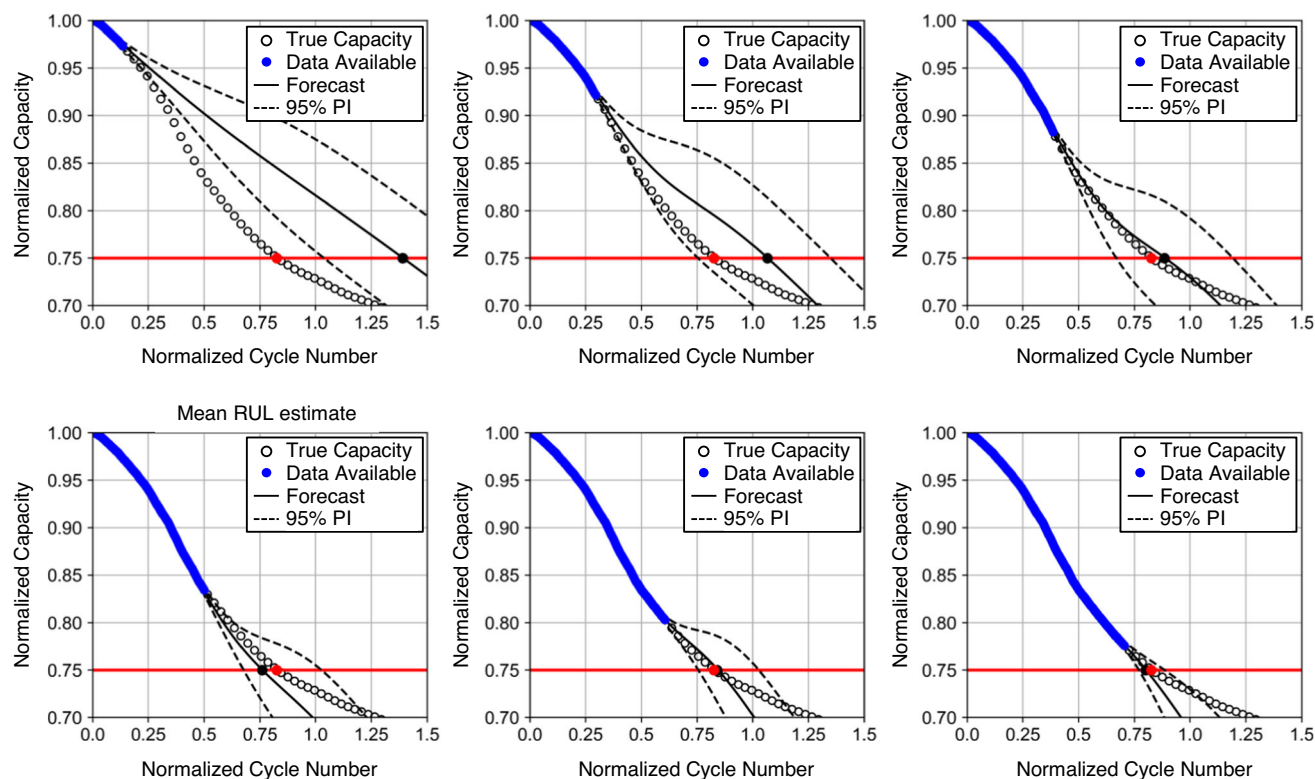 1.00
0.95
0.90
0.85
0.80
0.75
0.70
Normalized Capacity
True Capacity
Data Available
Forecast
95% PI
0.0 0.25 0.5 0.75 1.0 1.25 1.5
Normalized Cycle Number
1.00
0.95
0.90
0.85
0.80
0.75
0.70
Normalized Capacity
True Capacity
Data Available
Forecast
95% PI
0.0 0.25 0.5 0.75 1.0 1.25 1.5
Normalized Cycle Number
1.00
0.95
0.90
0.85
0.80
0.75
0.70
Normalized Capacity
True Capacity
Data Available
Forecast
95% PI
0.0 0.25 0.5 0.75 1.0 1.25 1.5
Normalized Cycle Number
Mean RUL estimate
1.00
0.95
0.90
0.85
0.80
0.75
0.70
Normalized Capacity
True Capacity
Data Available
Forecast
95% PI
0.0 0.25 0.5 0.75 1.0 1.25 1.5
Normalized Cycle Number
1.00
0.95
0.90
0.85
0.80
0.75
0.70
Normalized Capacity
True Capacity
Data Available
Forecast
95% PI
0.0 0.25 0.5 0.75 1.0 1.25 1.5
Normalized Cycle Number
1.00
0.95
0.90
0.85
0.80
0.75
0.70
Normalized Capacity
True Capacity
Data Available
Forecast
95% PI
0.0 0.25 0.5 0.75 1.0 1.25 1.5
Normalized Cycle Number